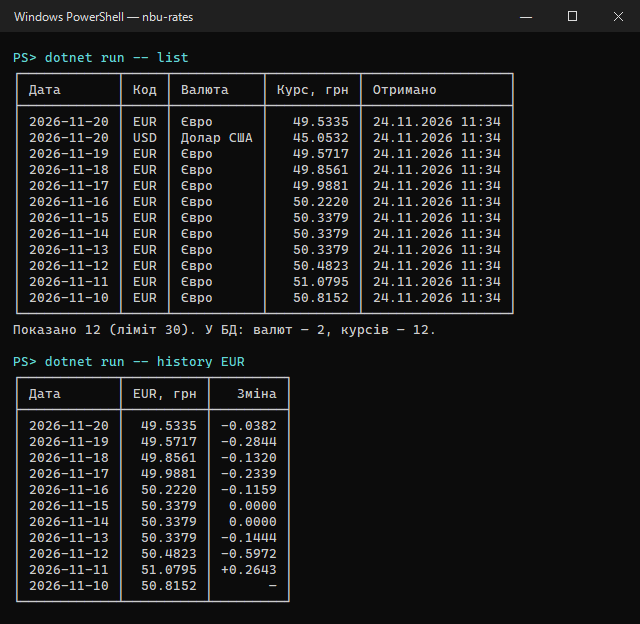 Windows PowerShell — nbu-rates
PS> dotnet run -- list
Дата Код Валюта Курс, грн Отримано
2026-11-20 EUR Євро 49.5335 24.11.2026 11:34
2026-11-20 USD Долар США 45.0532 24.11.2026 11:34
2026-11-19 EUR Євро 49.5717 24.11.2026 11:34
2026-11-18 EUR Євро 49.8561 24.11.2026 11:34
2026-11-17 EUR Євро 49.9881 24.11.2026 11:34
2026-11-16 EUR Євро 50.2220 24.11.2026 11:34
2026-11-15 EUR Євро 50.3379 24.11.2026 11:34
2026-11-14 EUR Євро 50.3379 24.11.2026 11:34
2026-11-13 EUR Євро 50.3379 24.11.2026 11:34
2026-11-12 EUR Євро 50.4823 24.11.2026 11:34
2026-11-11 EUR Євро 51.0795 24.11.2026 11:34
2026-11-10 EUR Євро 50.8152 24.11.2026 11:34
Показано 12 (ліміт 30). У БД: валют — 2, курсів — 12.
PS> dotnet run -- history EUR
Дата EUR, грн Зміна
2026-11-20 49.5335 −0.0382
2026-11-19 49.5717 −0.2844
2026-11-18 49.8561 −0.1320
2026-11-17 49.9881 −0.2339
2026-11-16 50.2220 −0.1159
2026-11-15 50.3379 0.0000
2026-11-14 50.3379 0.0000
2026-11-13 50.3379 −0.1444
2026-11-12 50.4823 −0.5972
2026-11-11 51.0795 +0.2643
2026-11-10 50.8152 —